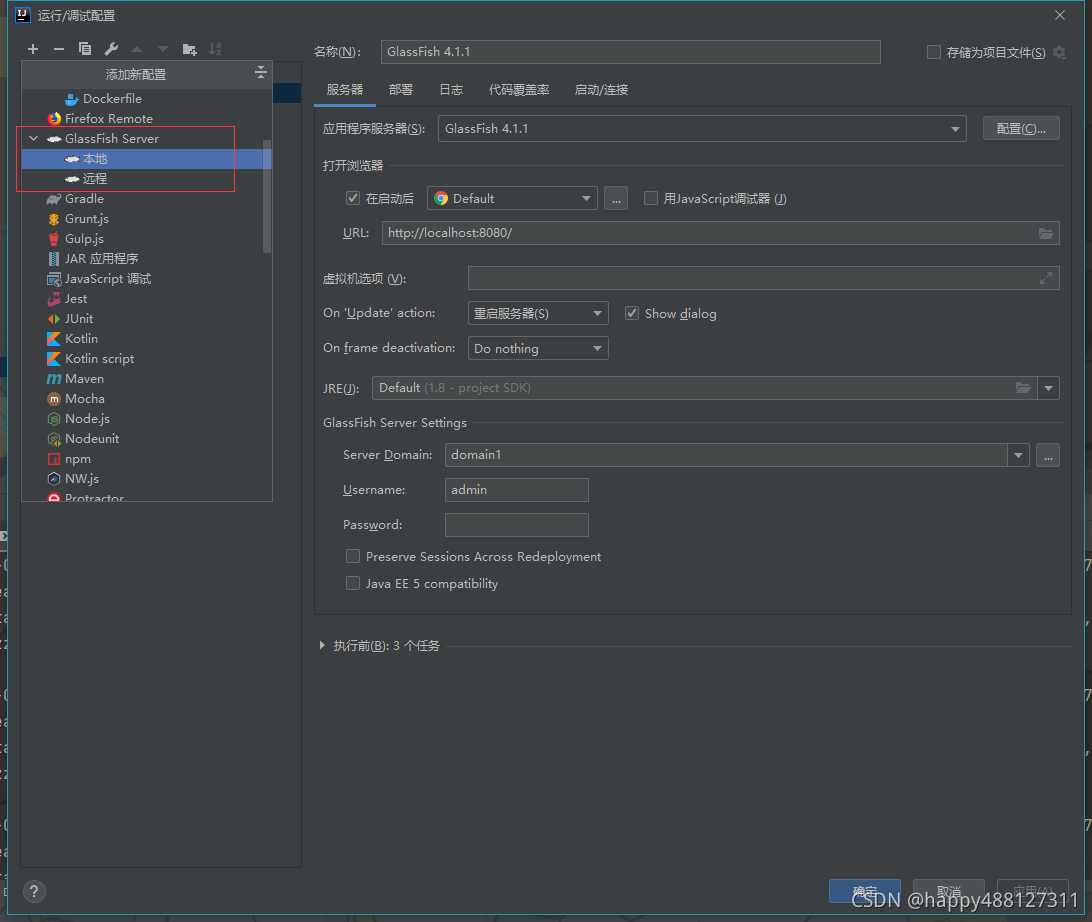 运行/调试配置
添加新配置
Dockerfile
Firefox Remote
GlassFish Server
本地
远程
Gradle
Grunt.js
Gulp.js
JAR 应用程序
JavaScript 调试
Jest
JUnit
Kotlin
Kotlin script
Maven
Mocha
Node.js
Nodeunit
npm
NW.js
Protractor
名称(N): GlassFish 4.1.1 存储为项目文件(S)
服务器 部署 日志 代码覆盖率 启动/连接
应用程序服务器(S): GlassFish 4.1.1 配置(C)...
打开浏览器
在启动后 Default ... 用JavaScript调试器 (J)
URL: http://localhost:8080/
虚拟机选项 (V):
On 'Update' action: 重启服务器(S) Show dialog
On frame deactivation: Do nothing
JRE(J): Default (1.8 - project SDK)
GlassFish Server Settings
Server Domain: domain1 ...
Username: admin
Password:
Preserve Sessions Across Redeployment
Java EE 5 compatibility
执行前(B): 3 个任务
? 确定 取消 应用(A)
CSDN @happy488127311